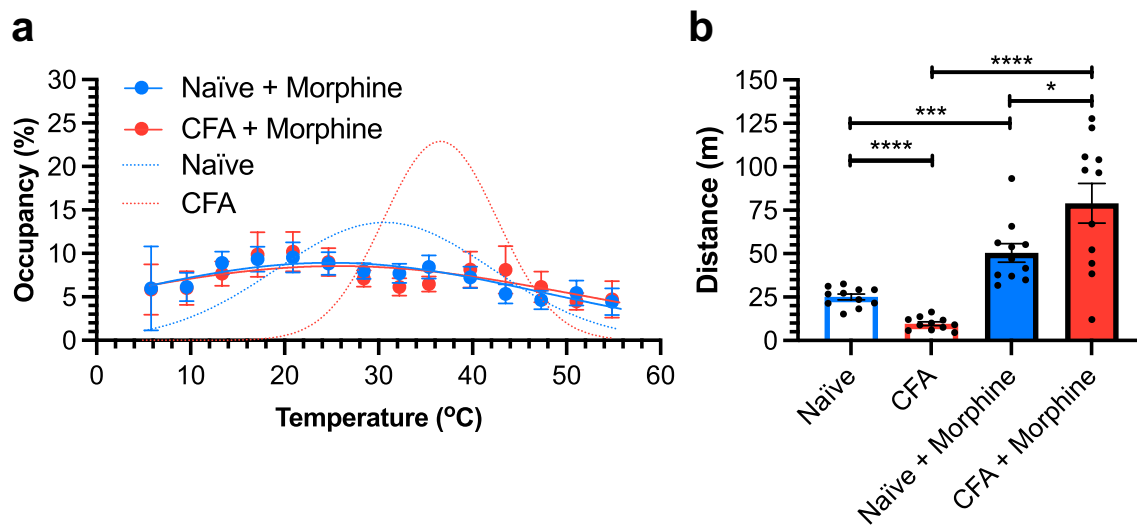 a
30
25
20
15
10
5
0
Occupancy (%)
Naïve + Morphine
CFA + Morphine
Naïve
CFA
0 10 20 30 40 50 60
Temperature (ºC)
b
150
125
100
75
50
25
0
Distance (m)
****
*
***
****
Naïve
CFA
Naïve + Morphine
CFA + Morphine